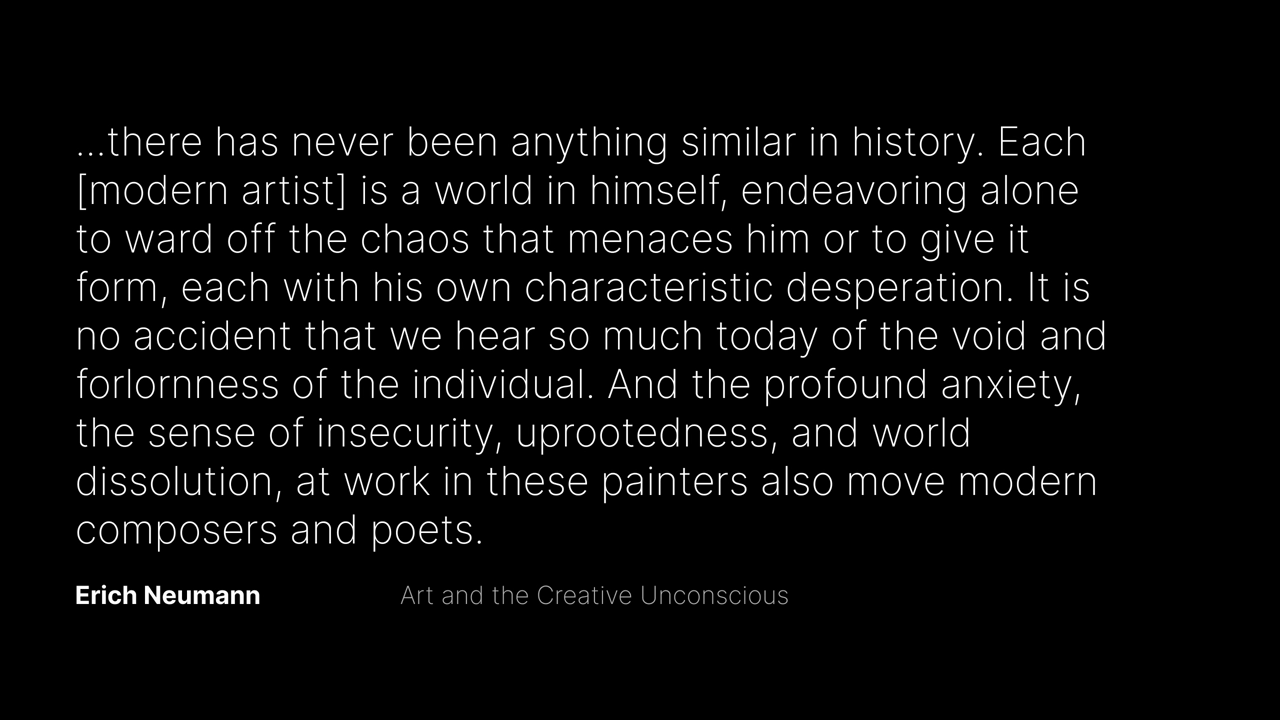 ...there has never been anything similar in history. Each
[modern artist] is a world in himself, endeavoring alone
to ward off the chaos that menaces him or to give it
form, each with his own characteristic desperation. It is
no accident that we hear so much today of the void and
forlornness of the individual. And the profound anxiety,
the sense of insecurity, uprootedness, and world
dissolution, at work in these painters also move modern
composers and poets.
Erich Neumann Art and the Creative Unconscious